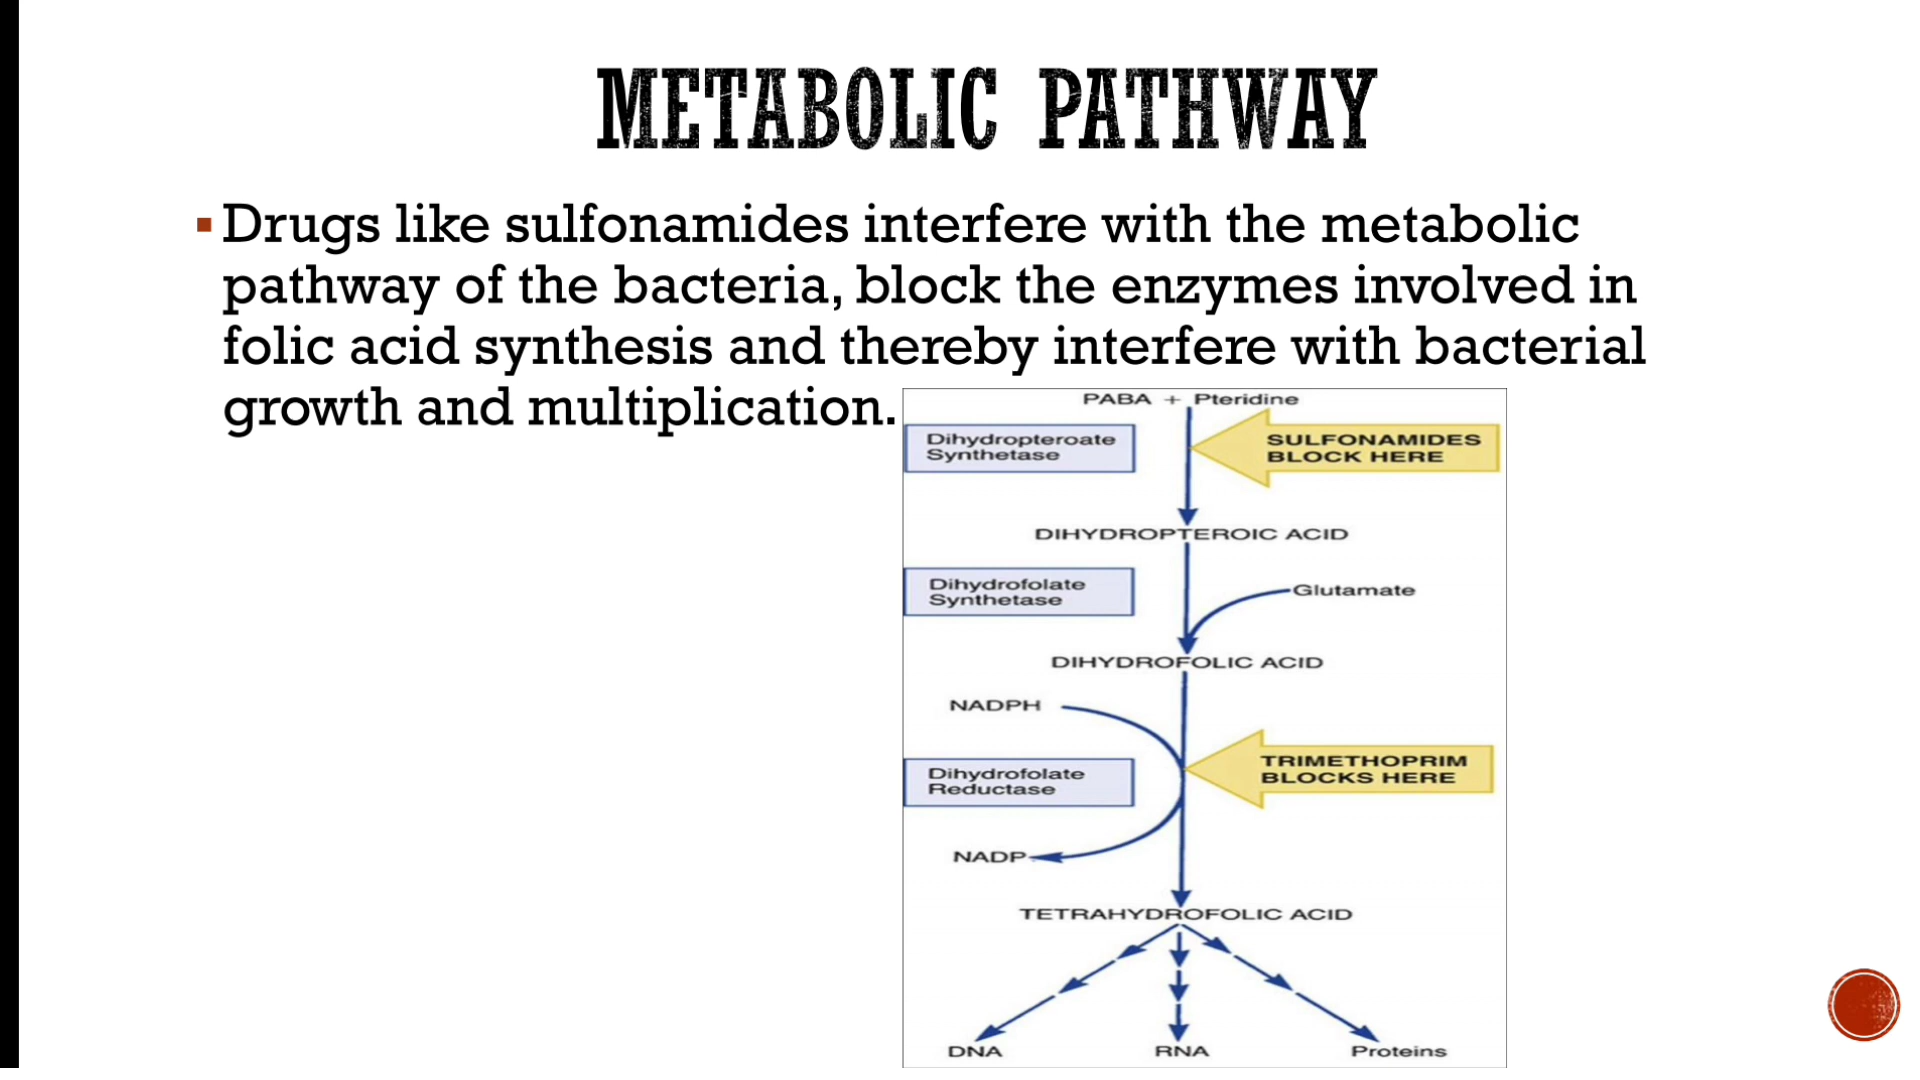 METABOLIC PATHWAY
▪Drugs like sulfonamides interfere with the metabolic
pathway of the bacteria, block the enzymes involved in
folic acid synthesis and thereby interfere with bacterial
growth and multiplication.
PABA + Pteridine
Dihydropteroate
Synthetase
SULFONAMIDES
BLOCK HERE
DIHYDROPTEROIC ACID
Dihydrofolate
Synthetase
Glutamate
DIHYDROFOLIC ACID
NADPH
Dihydrofolate
Reductase
TRIMETHOPRIM
BLOCKS HERE
NADP
TETRAHYDROFOLIC ACID
DNA RNA Proteins